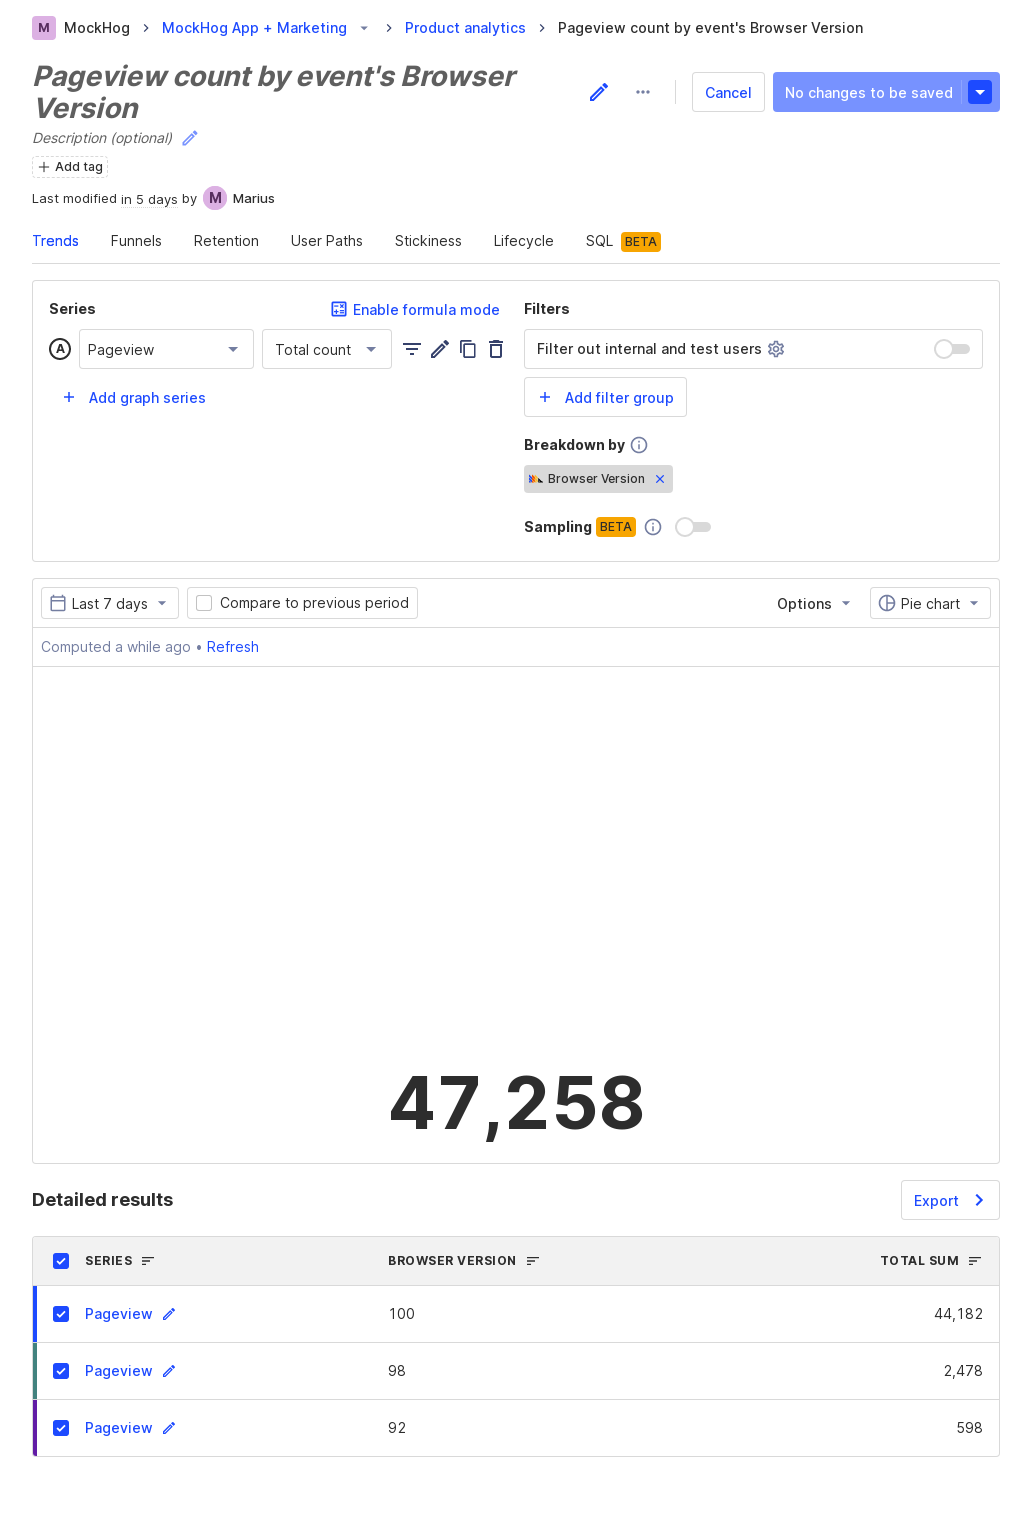 M MockHog MockHog App + Marketing Product analytics Pageview count by event's Browser Version
Pageview count by event's Browser
Version
Cancel No changes to be saved
Description (optional)
Add tag
Last modified in 5 days by M Marius
Trends Funnels Retention User Paths Stickiness Lifecycle SQL BETA
Series Enable formula mode
A Pageview Total count
Add graph series
Filters
Filter out internal and test users
Add filter group
Breakdown by
Browser Version
Sampling BETA
Last 7 days Compare to previous period Options Pie chart
Computed a while ago • Refresh
47,258
Detailed results Export
SERIES BROWSER VERSION TOTAL SUM
Pageview 100 44,182
Pageview 98 2,478
Pageview 92 598